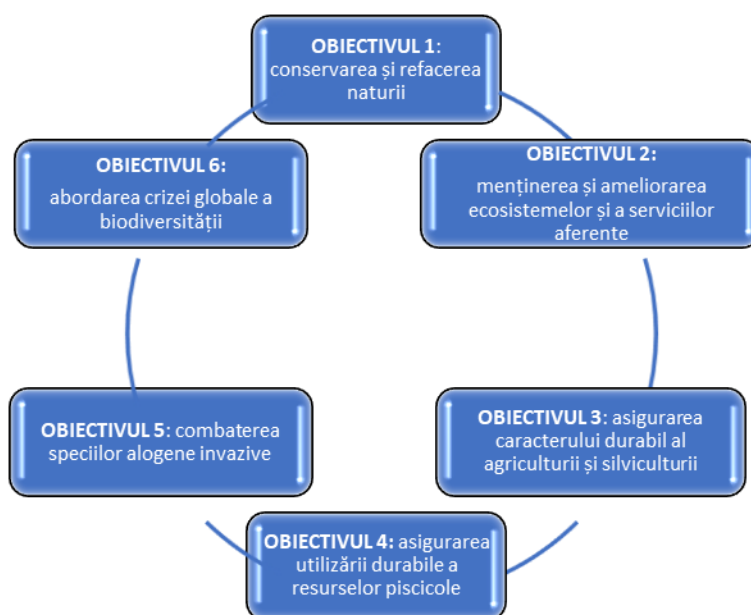 OBIECTIVUL 1:
conservarea și refacerea
naturii
OBIECTIVUL 2:
menținerea și ameliorarea
ecosistemelor și a serviciilor
aferente
OBIECTIVUL 3: asigurarea
caracterului durabil al
agriculturii și silviculturii
OBIECTIVUL 4: asigurarea
utilizării durabile a
resurselor piscicole
OBIECTIVUL 5: combaterea
speciilor alogene invazive
OBIECTIVUL 6:
abordarea crizei globale a
biodiversității